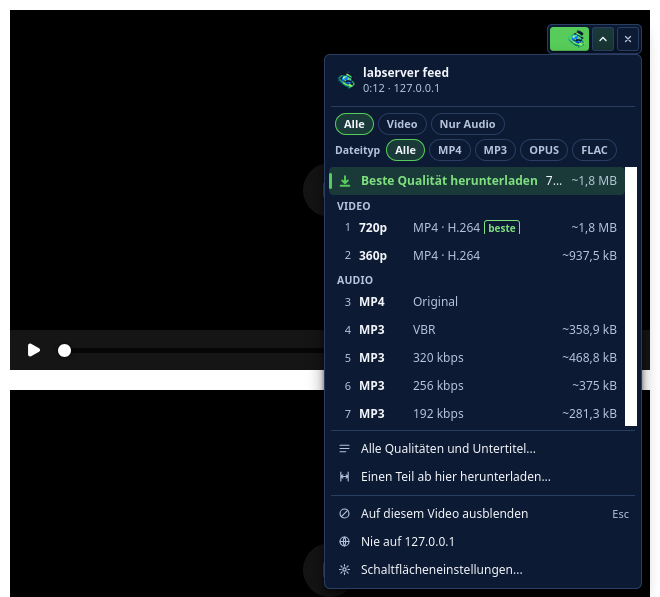 labserver feed
0:12 · 127.0.0.1
Alle Video Nur Audio
Dateityp Alle MP4 MP3 OPUS FLAC
Beste Qualität herunterladen 7... ~1,8 MB
VIDEO
1 720p MP4 · H.264 beste ~1,8 MB
2 360p MP4 · H.264 ~937,5 kB
AUDIO
3 MP4 Original
4 MP3 VBR ~358,9 kB
5 MP3 320 kbps ~468,8 kB
6 MP3 256 kbps ~375 kB
7 MP3 192 kbps ~281,3 kB
Alle Qualitäten und Untertitel...
Einen Teil ab hier herunterladen...
Auf diesem Video ausblenden Esc
Nie auf 127.0.0.1
Schaltflächeneinstellungen...